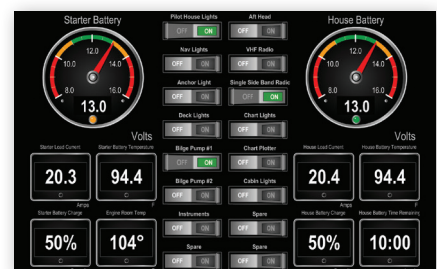 Starter Battery
12.0
10.0
14.0
8.0
16.0
13.0
Volts
Starter Load Current
Starter Battery Temperature
20.3
94.4
Amps
F
Starter Battery Charge
Engine Room Temp
50%
104°
Pilot House Lights
Aft Head
OFF ON
OFF ON
Nav Lights
VHF Radio
OFF ON
OFF ON
Anchor Light
Single Side Band Radio
OFF ON
OFF ON
Deck Lights
Chart Lights
OFF ON
OFF ON
Bilge Pump #1
Chart Plotter
OFF ON
OFF ON
Bilge Pump #2
Cabin Lights
OFF ON
OFF ON
Instruments
Spare
OFF ON
OFF ON
Spare
Spare
OFF ON
OFF ON
House Battery
12.0
10.0
14.0
8.0
16.0
13.0
Volts
House Load Current
House Battery Temperature
20.4
94.4
Amps
F
House Battery Charge
House Battery Time Remaining
50%
10:00